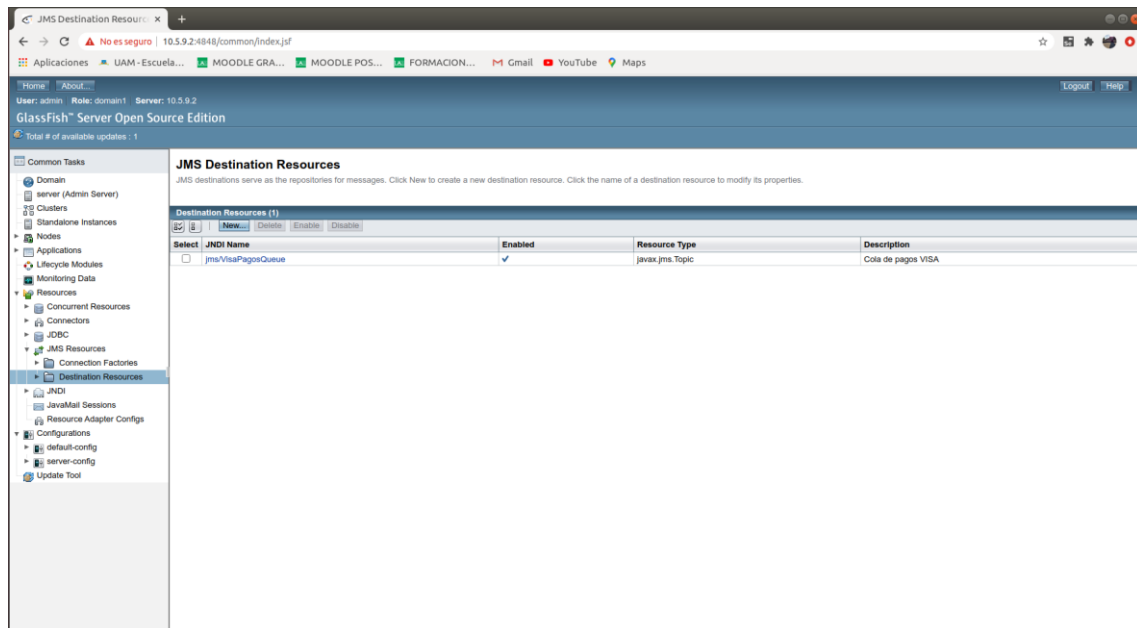 JMS Destination Resourc
No es seguro 10.5.9.2:4848/common/index.jsf
Aplicaciones UAM - Escuela... MOODLE GRA... MOODLE POS... FORMACION... Gmail YouTube Maps
Home About... Logout Help
User: admin Role: domain1 Server: 10.5.9.2
GlassFish™ Server Open Source Edition
Total # of available updates : 1
Common Tasks
Domain
server (Admin Server)
Clusters
Standalone Instances
Nodes
Applications
Lifecycle Modules
Monitoring Data
Resources
Concurrent Resources
Connectors
JDBC
JMS Resources
Connection Factories
Destination Resources
JNDI
JavaMail Sessions
Resource Adapter Configs
Configurations
default-config
server-config
Update Tool
JMS Destination Resources
JMS destinations serve as the repositories for messages. Click New to create a new destination resource. Click the name of a destination resource to modify its properties.
Destination Resources (1)
New... Delete Enable Disable
Select JNDI Name Enabled Resource Type Description
jms/VisaPagosQueue javax.jms.Topic Cola de pagos VISA